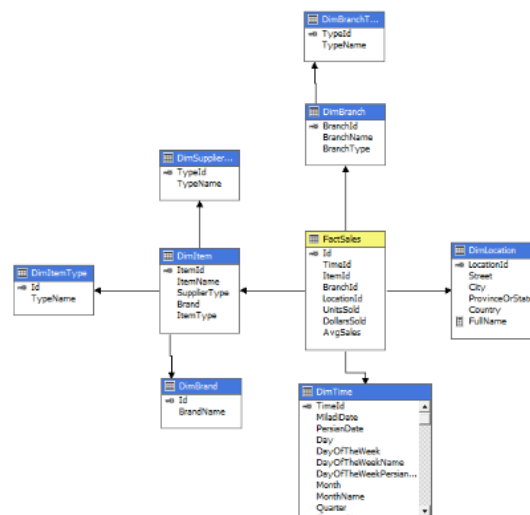 DimBranchT...
TypeId
TypeName
DimBranch
BranchId
BranchName
BranchType
DimSupplier...
TypeId
TypeName
DimItemType
Id
TypeName
DimItem
ItemId
ItemName
SupplierType
Brand
ItemType
FactSales
Id
TimeId
ItemId
BranchId
LocationId
UnitsSold
DollarsSold
AvgSales
DimLocation
LocationId
Street
City
ProvinceOrState
Country
FullName
DimBrand
Id
BrandName
DimTime
TimeId
MiladiDate
PersianDate
Day
DayOfTheWeek
DayOfTheWeekName
DayOfTheWeekPersian...
Month
MonthName
Quarter